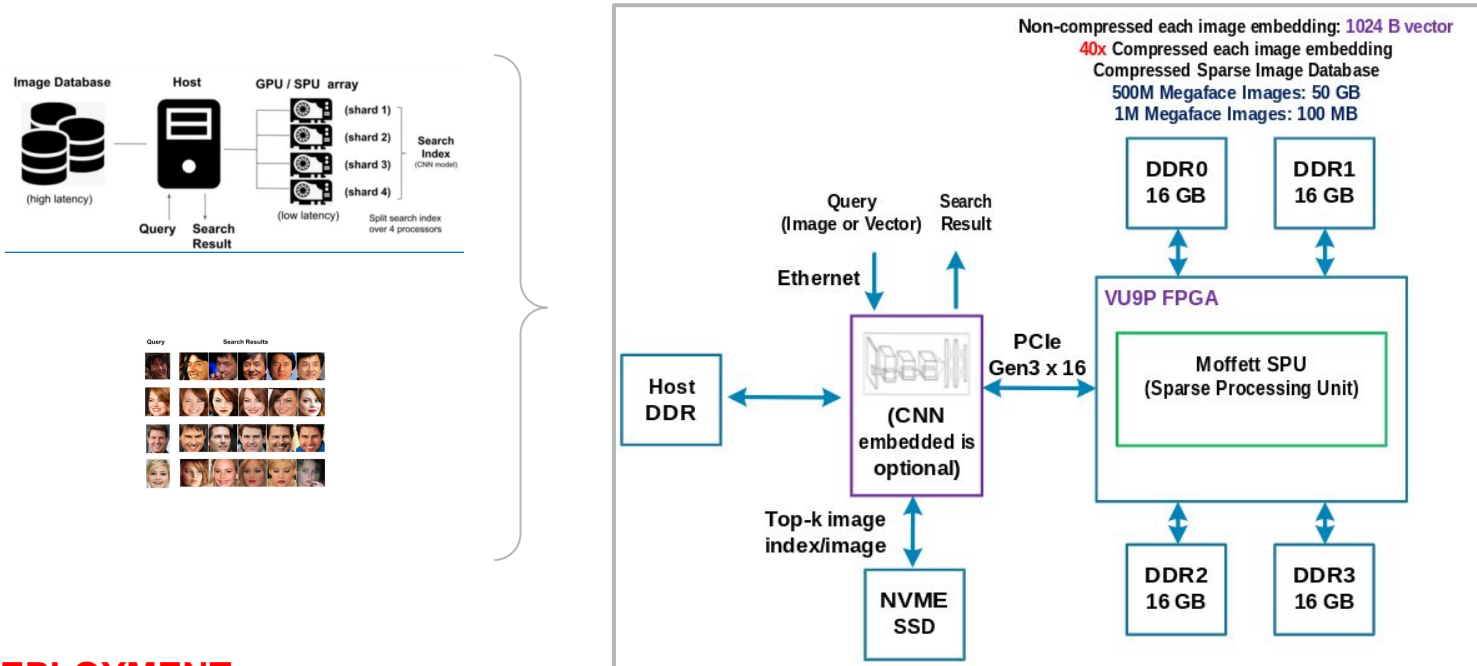 Image Database
Host
GPU / SPU array
(shard 1)
(shard 2)
(shard 3)
(shard 4)
Search
Index
(CNN model)
(high latency)
(low latency)
Split search index
over 4 processors
Query
Search
Result
Query
Search Results
Non-compressed each image embedding: 1024 B vector
40x Compressed each image embedding
Compressed Sparse Image Database
500M Megaface Images: 50 GB
1M Megaface Images: 100 MB
DDR0
16 GB
DDR1
16 GB
Query
(Image or Vector)
Search
Result
Ethernet
VU9P FPGA
Moffett SPU
(Sparse Processing Unit)
PCIe
Gen3 x 16
Host
DDR
(CNN
embedded is
optional)
Top-k image
index/image
NVME
SSD
DDR2
16 GB
DDR3
16 GB